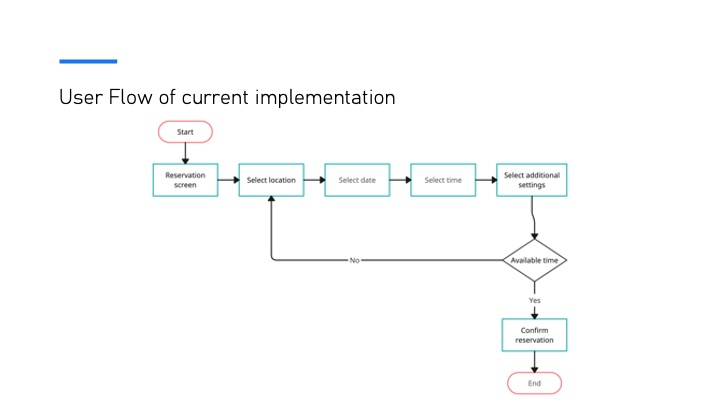 User Flow of current implementation
Start
Reservation
screen
Select location
Select date
Select time
Select additional
settings
No
Available time
Yes
Confirm
reservation
End